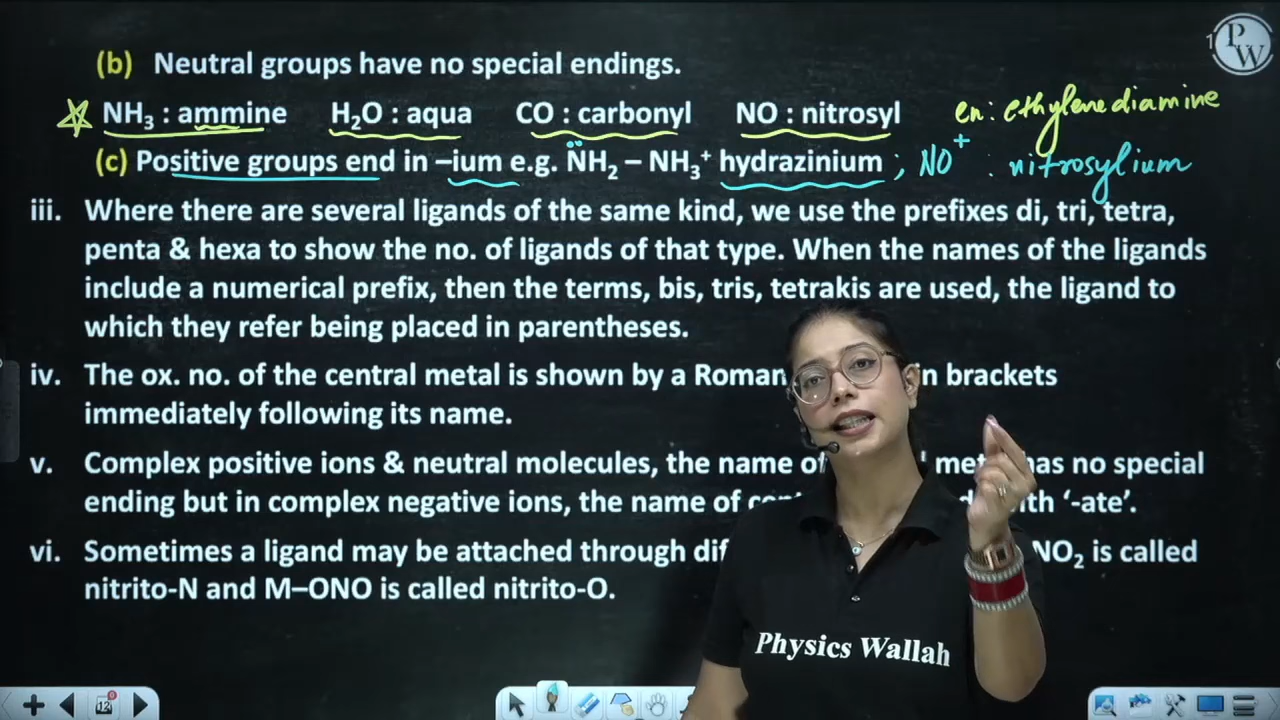 PW
(b) Neutral groups have no special endings.
NH₃ : ammine H₂O : aqua CO : carbonyl NO : nitrosyl en: ethylenediamine
(c) Positive groups end in –ium e.g. N̈H₂ – NH₃⁺ hydrazinium ; NO⁺ : nitrosylium
iii. Where there are several ligands of the same kind, we use the prefixes di, tri, tetra,
penta & hexa to show the no. of ligands of that type. When the names of the ligands
include a numerical prefix, then the terms, bis, tris, tetrakis are used, the ligand to
which they refer being placed in parentheses.
iv. The ox. no. of the central metal is shown by a Roman n brackets
immediately following its name.
v. Complex positive ions & neutral molecules, the name of met has no special
ending but in complex negative ions, the name of ‘-ate’.
vi. Sometimes a ligand may be attached through NO₂ is called
nitrito-N and M–ONO is called nitrito-O.
Physics Wallah
12